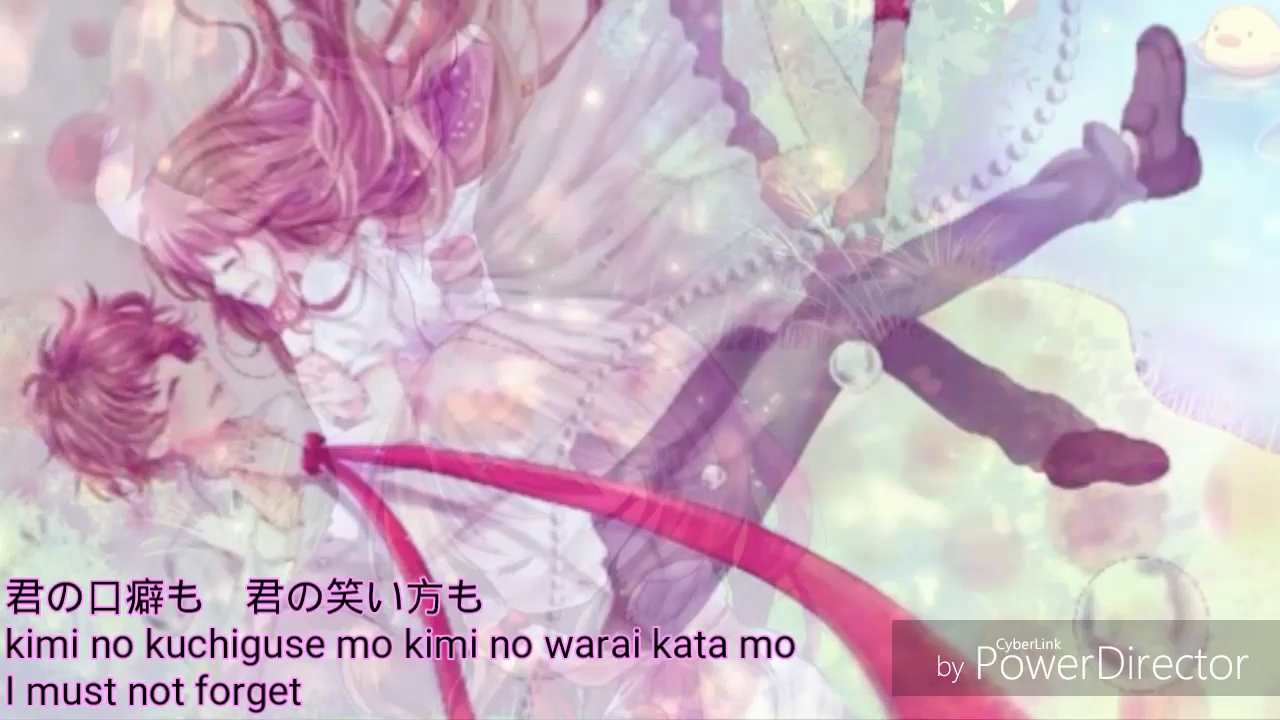 君の口癖も　君の笑い方も
kimi no kuchiguse mo kimi no warai kata mo
I must not forget
CyberLink
by PowerDirector